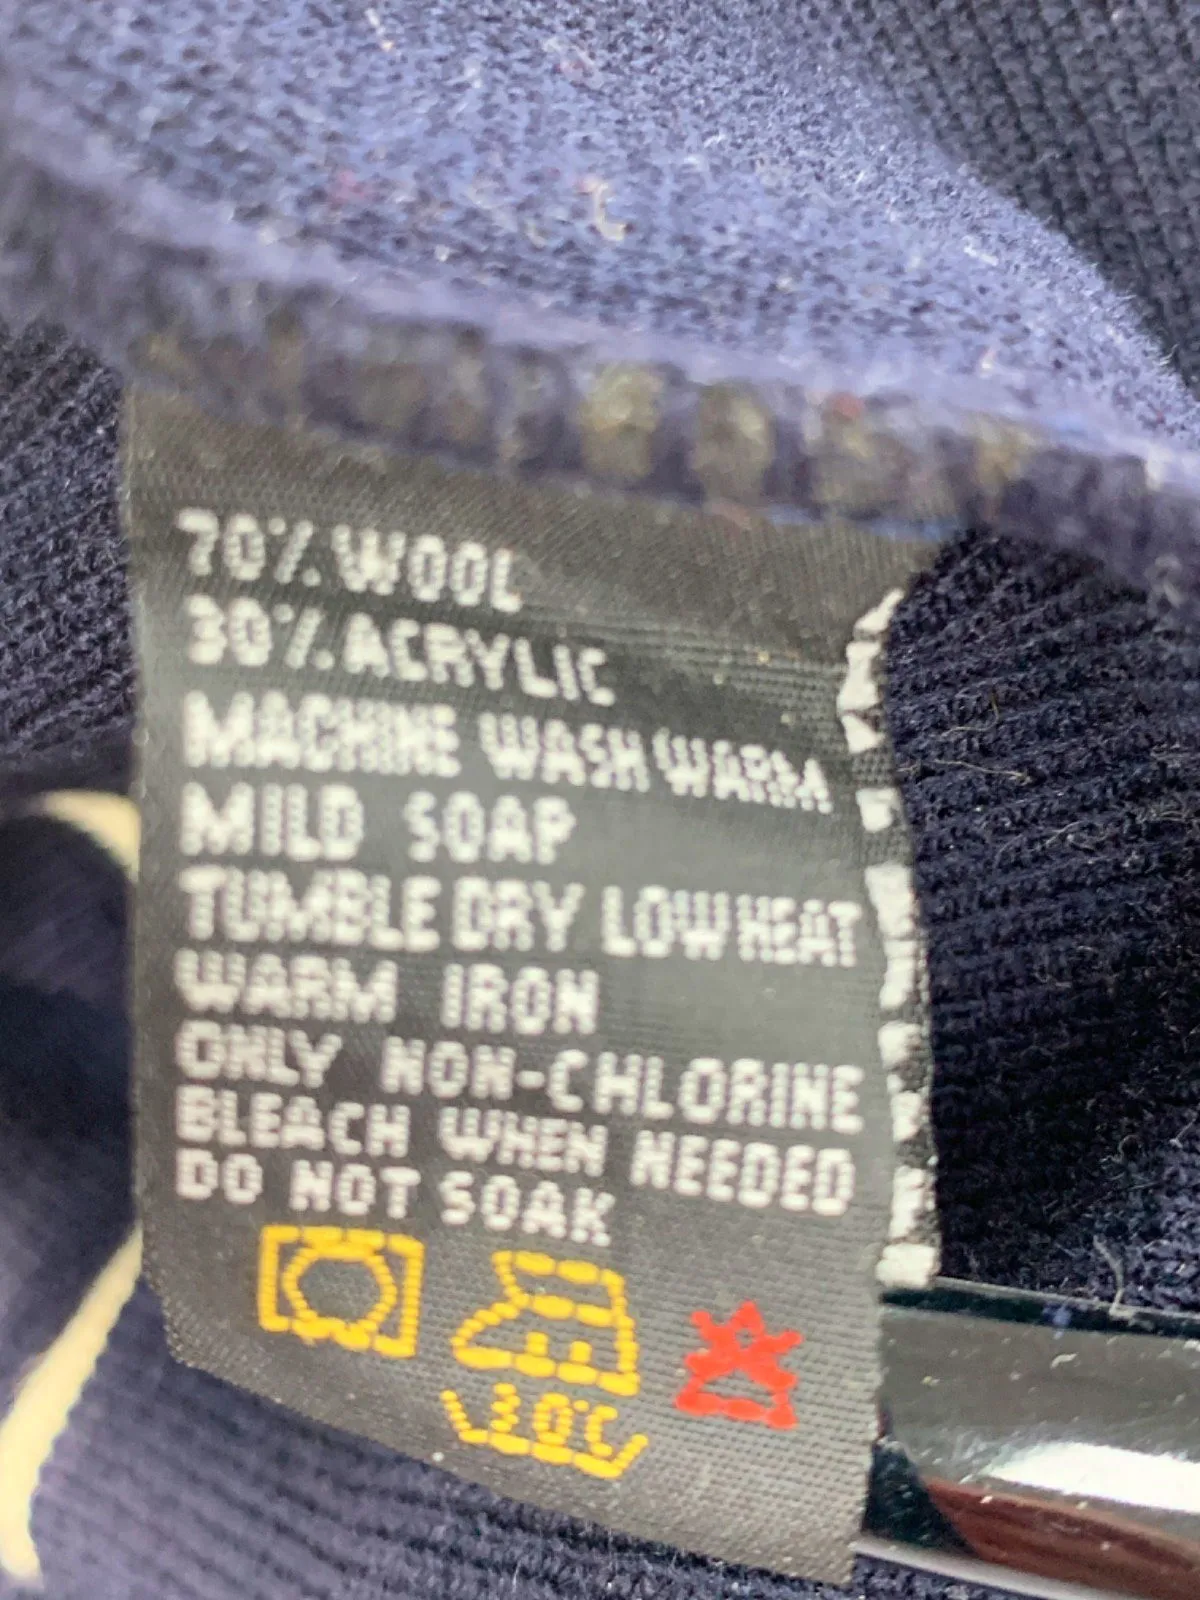 70% WOOL
30% ACRYLIC
MACHINE WASH WARM
MILD SOAP
TUMBLE DRY LOW HEAT
WARM IRON
ONLY NON-CHLORINE
BLEACH WHEN NEEDED
DO NOT SOAK
30°C